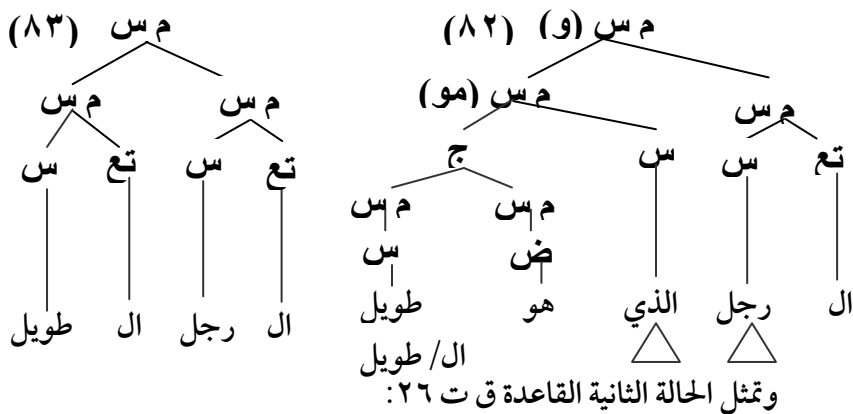 (٨٢) م س (و) (٨٣) م س
م س م س (مو) م س م س
تع س س ج تع س تع س
م س م س
ض س
ال رجل الذي هو طويل ال رجل ال طويل
ال/ طويل
وتمثل الحالة الثانية القاعدة ق ت ٢٦: